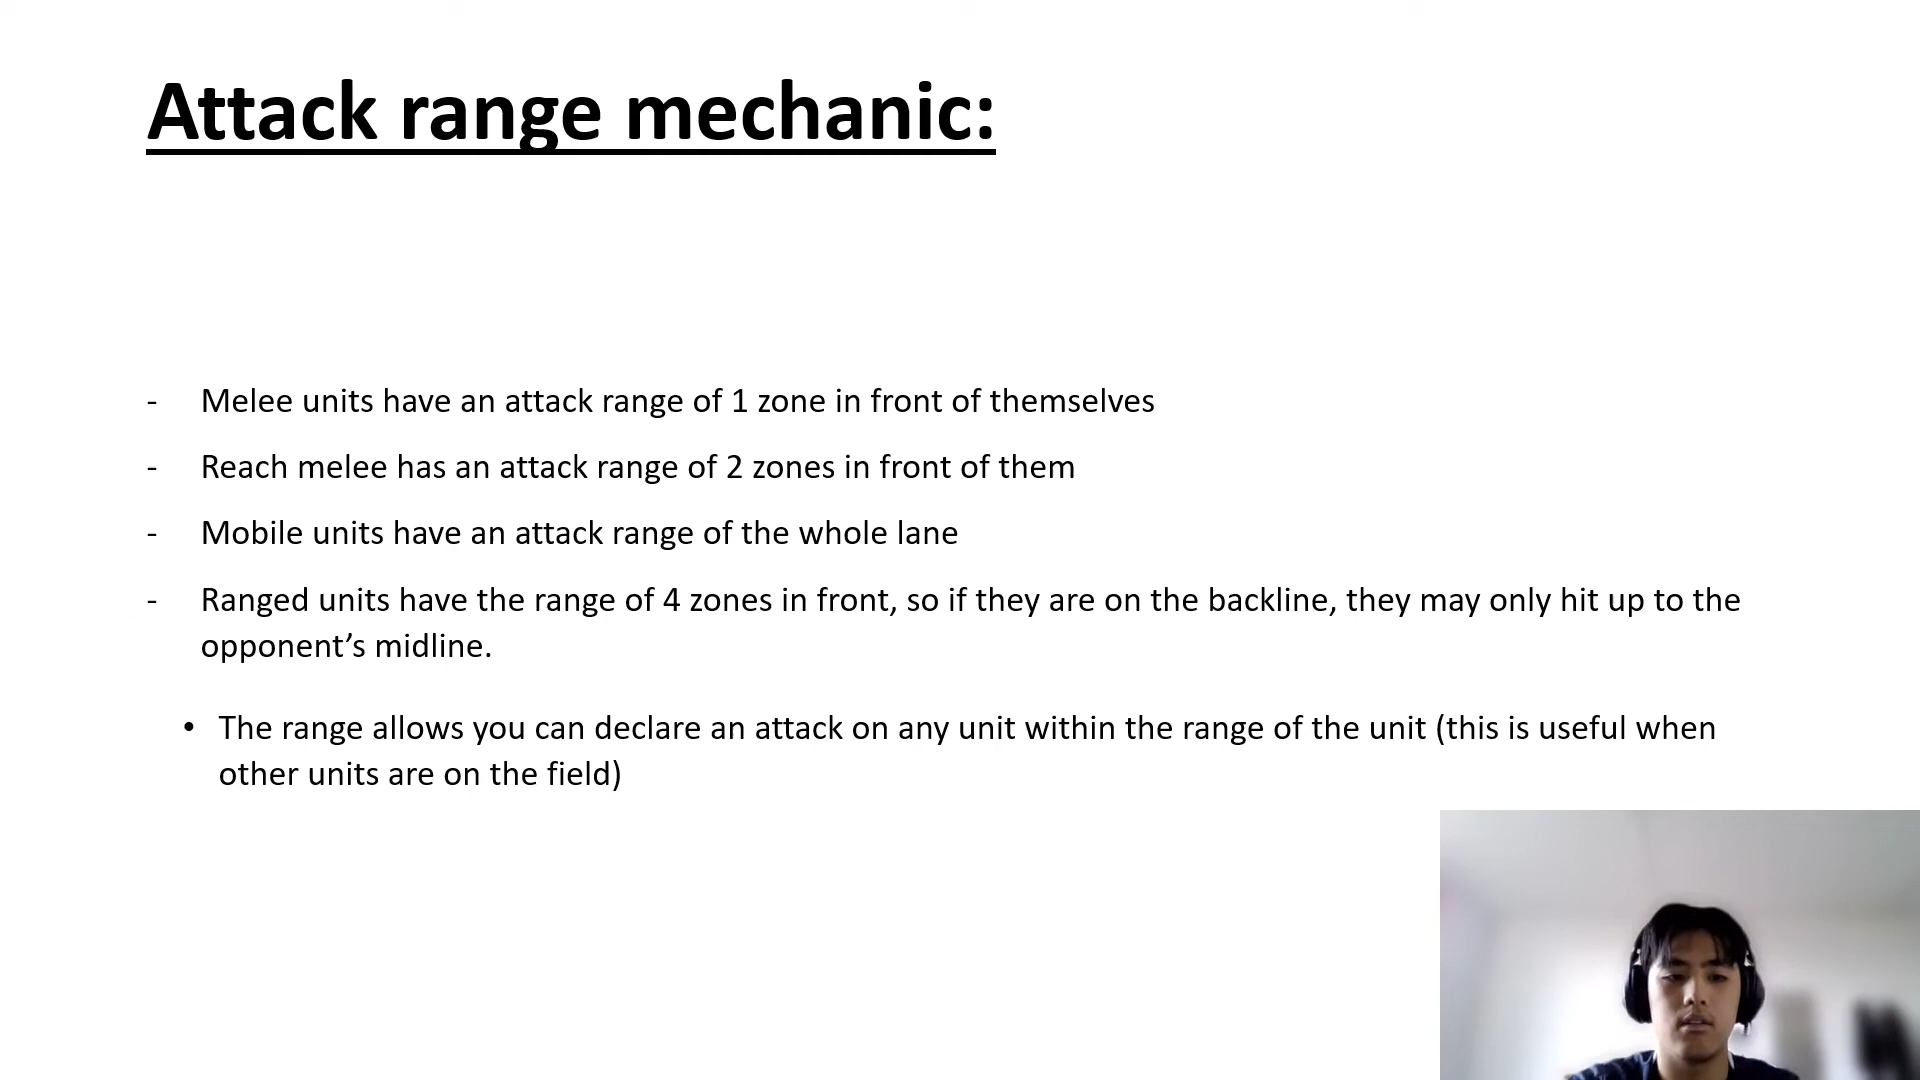 Attack range mechanic:
- Melee units have an attack range of 1 zone in front of themselves
- Reach melee has an attack range of 2 zones in front of them
- Mobile units have an attack range of the whole lane
- Ranged units have the range of 4 zones in front, so if they are on the backline, they may only hit up to the
opponent’s midline.
• The range allows you can declare an attack on any unit within the range of the unit (this is useful when
other units are on the field)